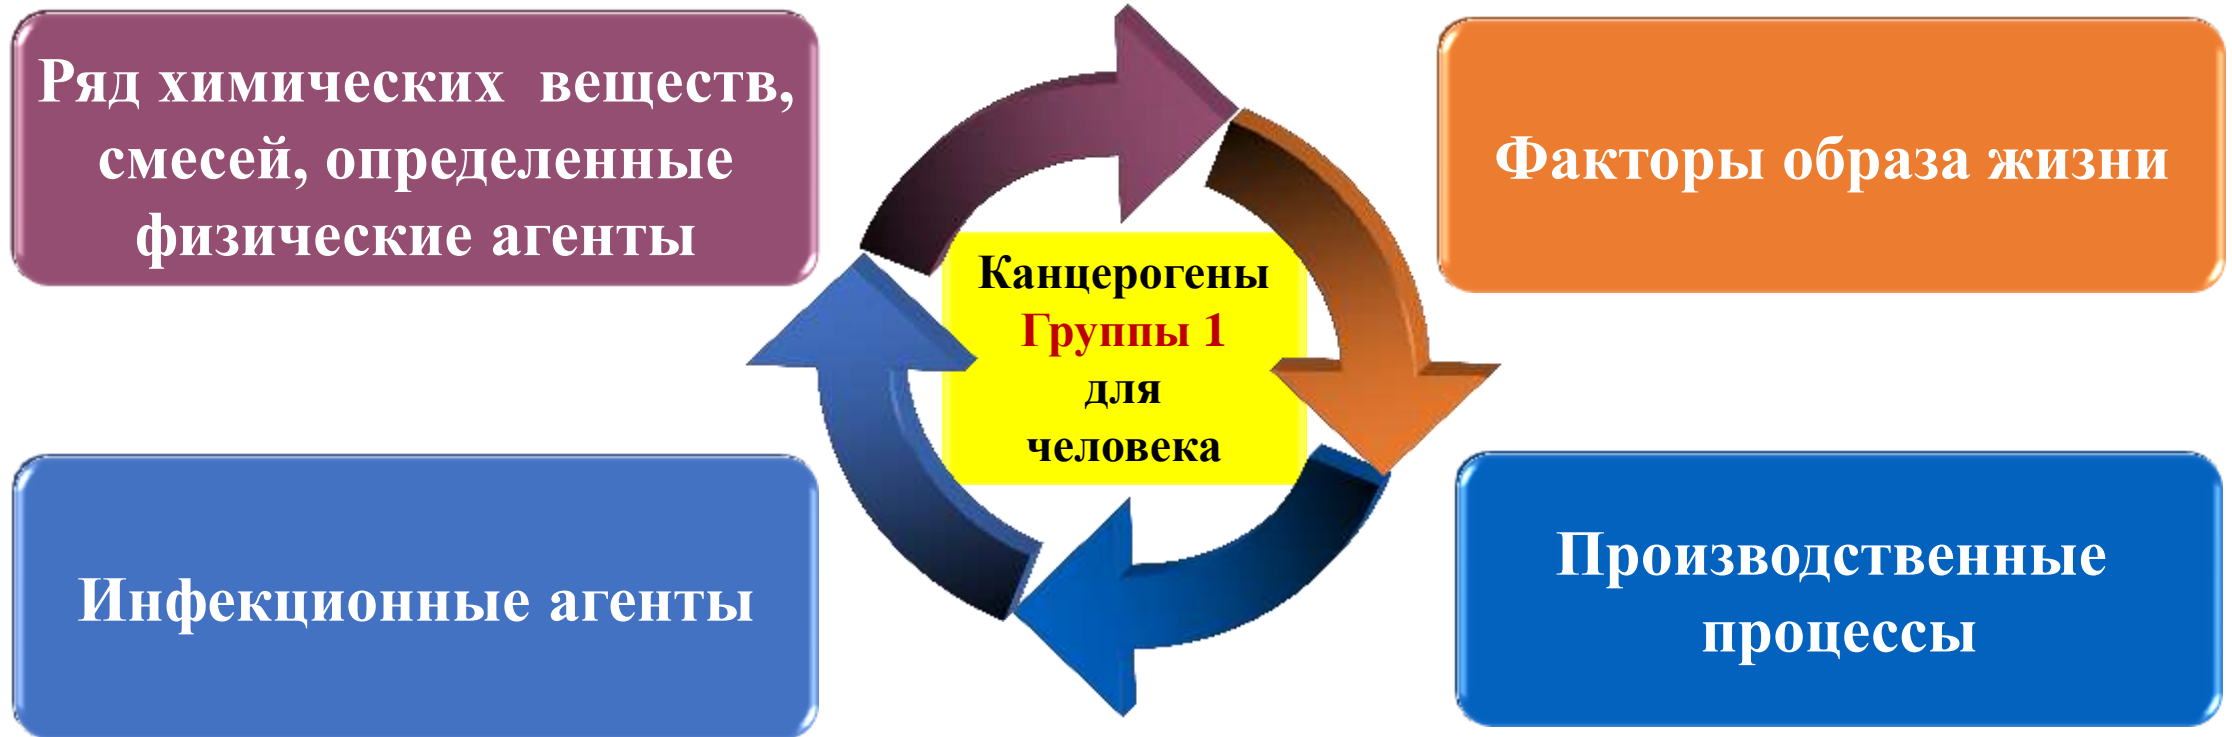 Ряд химических веществ,
смесей, определенные
физические агенты
Факторы образа жизни
Канцерогены
Группы 1
для
человека
Инфекционные агенты
Производственные
процессы